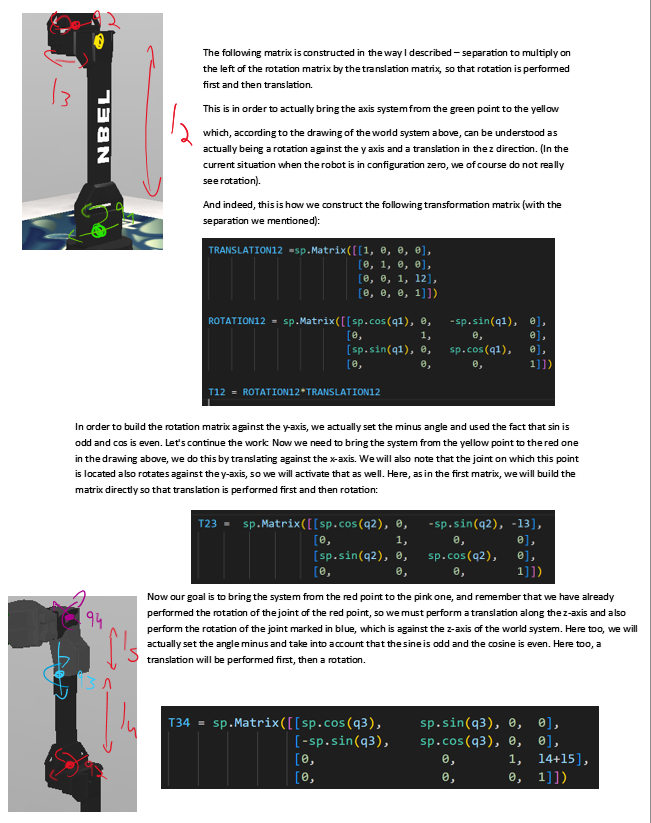 q2
l3
l2
NBEL
q1
The following matrix is constructed in the way I described – separation to multiply on
the left of the rotation matrix by the translation matrix, so that rotation is performed
first and then translation.
This is in order to actually bring the axis system from the green point to the yellow
which, according to the drawing of the world system above, can be understood as
actually being a rotation against the y axis and a translation in the z direction. (In the
current situation when the robot is in configuration zero, we of course do not really
see rotation).
And indeed, this is how we construct the following transformation matrix (with the
separation we mentioned):
TRANSLATION12 =sp.Matrix([[1, 0, 0, 0],
[0, 1, 0, 0],
[0, 0, 1, l2],
[0, 0, 0, 1]])
ROTATION12 = sp.Matrix([[sp.cos(q1), 0, -sp.sin(q1), 0],
[0, 1, 0, 0],
[sp.sin(q1), 0, sp.cos(q1), 0],
[0, 0, 0, 1]])
T12 = ROTATION12*TRANSLATION12
In order to build the rotation matrix against the y-axis, we actually set the minus angle and used the fact that sin is
odd and cos is even. Let's continue the work: Now we need to bring the system from the yellow point to the red one
in the drawing above, we do this by translating against the x-axis. We will also note that the joint on which this point
is located also rotates against the y-axis, so we will activate that as well. Here, as in the first matrix, we will build the
matrix directly so that translation is performed first and then rotation:
T23 = sp.Matrix([[sp.cos(q2), 0, -sp.sin(q2), -l3],
[0, 1, 0, 0],
[sp.sin(q2), 0, sp.cos(q2), 0],
[0, 0, 0, 1]])
Now our goal is to bring the system from the red point to the pink one, and remember that we have already
performed the rotation of the joint of the red point, so we must perform a translation along the z-axis and also
perform the rotation of the joint marked in blue, which is against the z-axis of the world system. Here too, we will
actually set the angle minus and take into account that the sine is odd and the cosine is even. Here too, a
translation will be performed first, then a rotation.
q4
l5
q3
l4
q2
T34 = sp.Matrix([[sp.cos(q3), sp.sin(q3), 0, 0],
[-sp.sin(q3), sp.cos(q3), 0, 0],
[0, 0, 1, l4+l5],
[0, 0, 0, 1]])